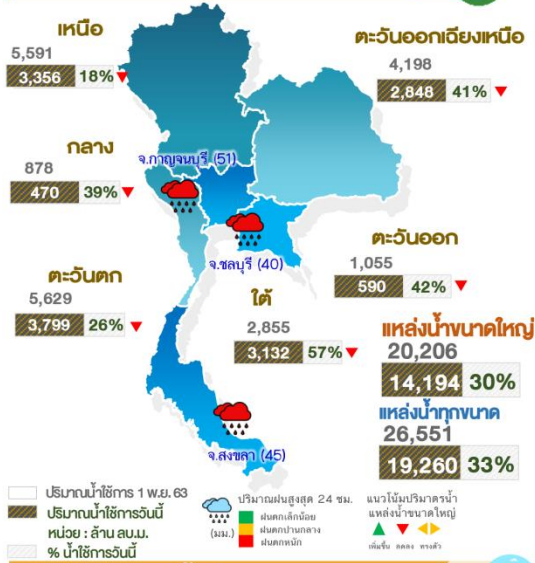 เหนือ
5,591
3,356 18%
ตะวันออกเฉียงเหนือ
4,198
2,848 41%
กลาง
878
470 39%
จ.กาญจนบุรี (51)
จ.ชลบุรี (40)
ตะวันออก
1,055
590 42%
ตะวันตก
5,629
3,799 26%
ใต้
2,855
3,132 57%
แหล่งน้ำขนาดใหญ่
20,206
14,194 30%
แหล่งน้ำทุกขนาด
26,551
19,260 33%
จ.สงขลา (45)
ปริมาณน้ำใช้การ 1 พ.ย. 63
ปริมาณน้ำใช้การวันนี้
หน่วย : ล้าน ลบ.ม.
% น้ำใช้การวันนี้
ปริมาณฝนสูงสุด 24 ชม.
(มม.)
ฝนตกเล็กน้อย
ฝนตกปานกลาง
ฝนตกหนัก
แนวโน้มปริมาตรน้ำ
แหล่งน้ำขนาดใหญ่
เพิ่มขึ้น ลดลง ทรงตัว